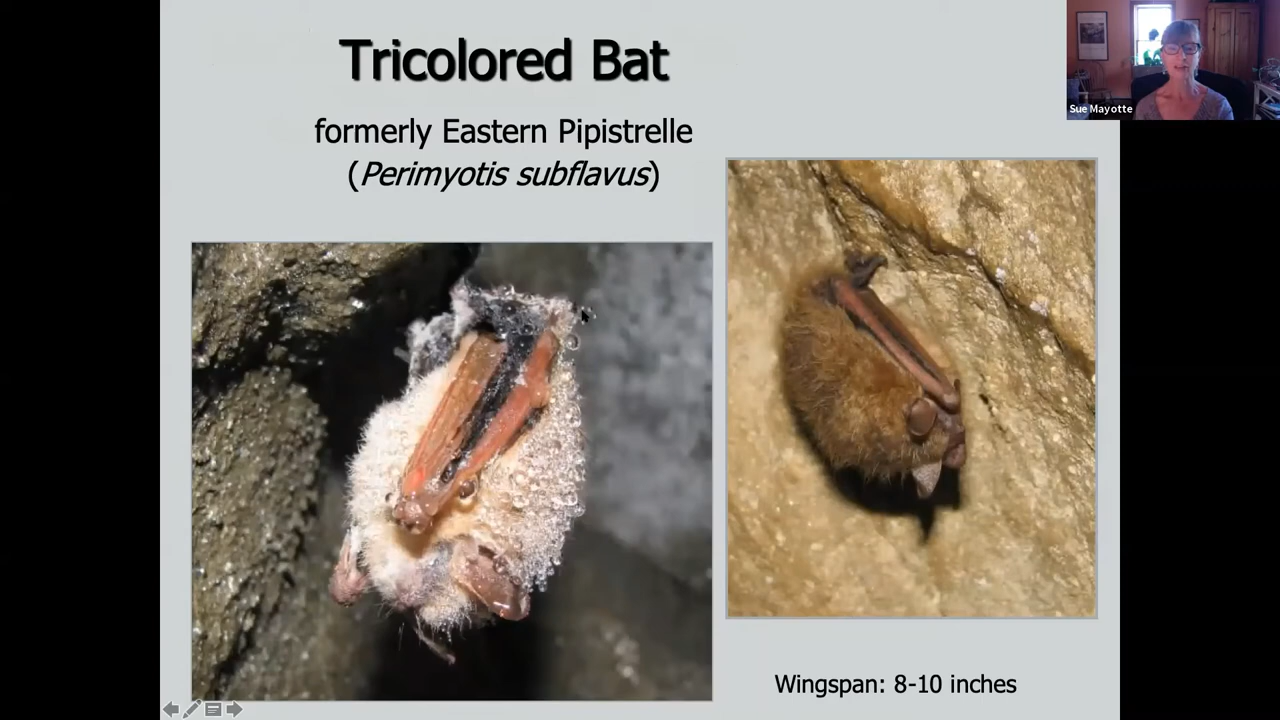 Tricolored Bat
formerly Eastern Pipistrelle
(Perimyotis subflavus)
Sue Mayotte
Wingspan: 8-10 inches